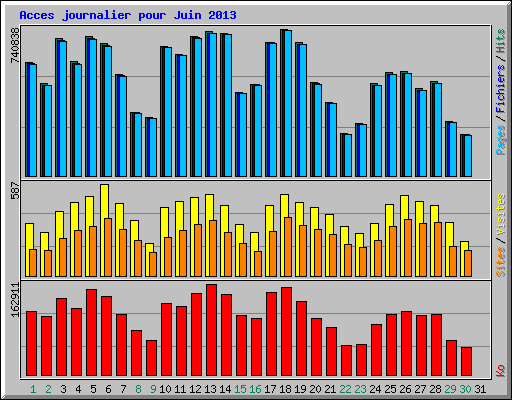 Acces journalier pour Juin 2013
740838
Pages / Fichiers / Hits
587
Sites / Visites
162911
Ko
1 2 3 4 5 6 7 8 9 10 11 12 13 14 15 16 17 18 19 20 21 22 23 24 25 26 27 28 29 30 31